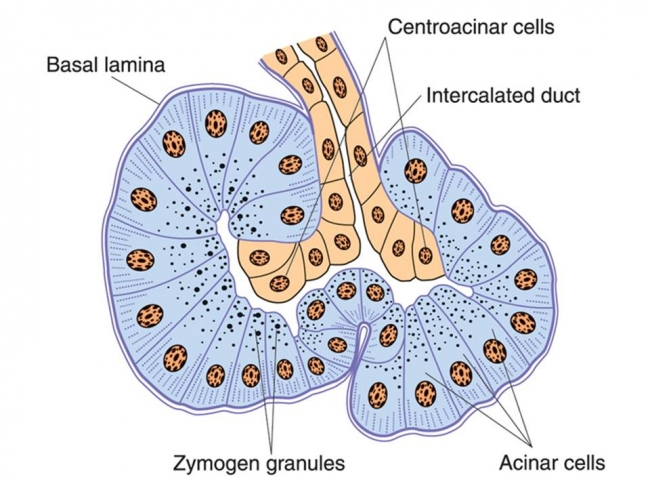 Centroacinar cells
Basal lamina
Intercalated duct
Zymogen granules
Acinar cells